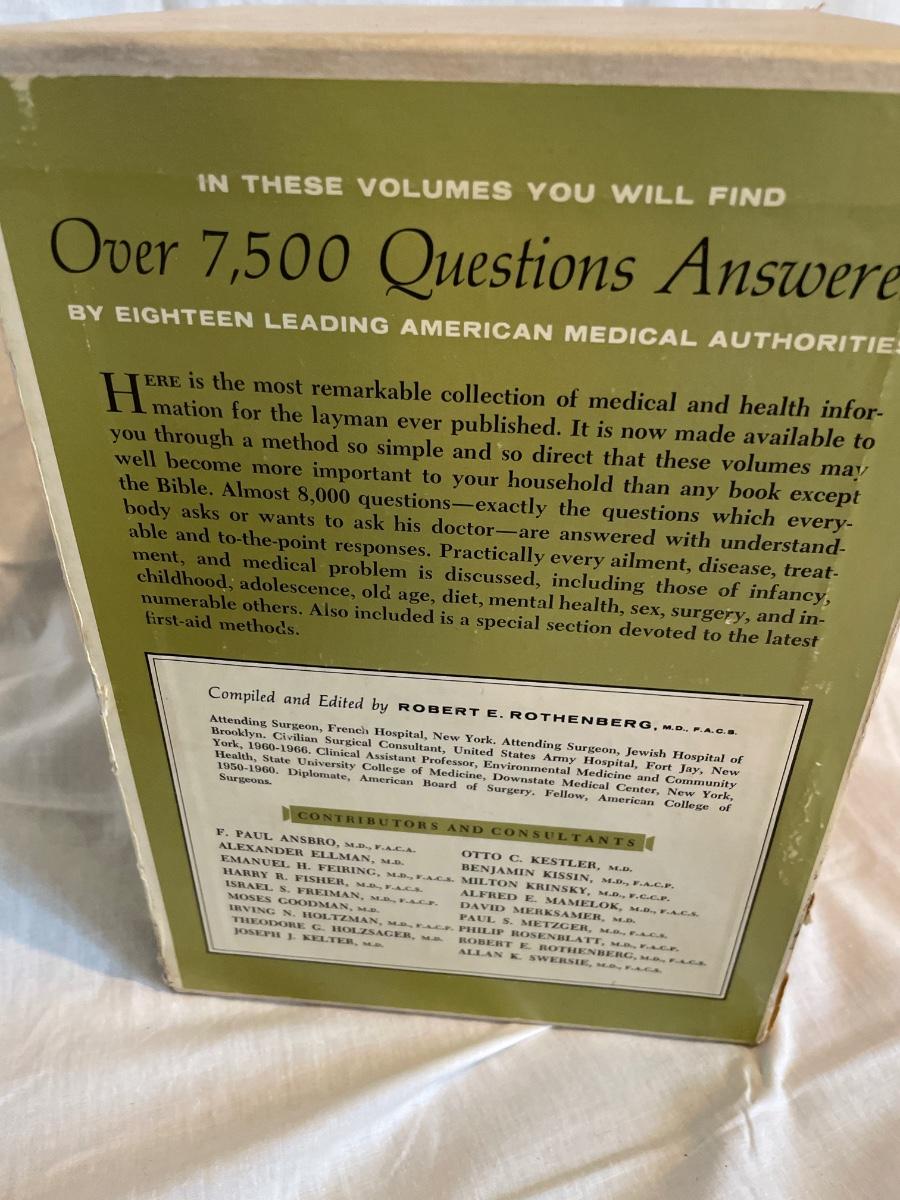 IN THESE VOLUMES YOU WILL FIND
Over 7,500 Questions Answere
BY EIGHTEEN LEADING AMERICAN MEDICAL AUTHORITIES
HERE is the most remarkable collection of medical and health infor-
mation for the layman ever published. It is now made available to
you through a method so simple and so direct that these volumes may
well become more important to your household than any book except
the Bible. Almost 8,000 questions—exactly the questions which every-
body asks or wants to ask his doctor—are answered with understand-
able and to-the-point responses. Practically every ailment, disease, treat-
ment, and medical problem is discussed, including those of infancy,
childhood, adolescence, old age, diet, mental health, sex, surgery, and in-
numerable others. Also included is a special section devoted to the latest
first-aid methods.
Compiled and Edited by ROBERT E. ROTHENBERG, M.D., F.A.C.S.
Attending Surgeon, French Hospital, New York. Attending Surgeon, Jewish Hospital of
Brooklyn. Civilian Surgical Consultant, United States Army Hospital, Fort Jay, New
York, 1960-1966. Clinical Assistant Professor, Environmental Medicine and Community
Health, State University College of Medicine, Downstate Medical Center, New York,
1950-1960. Diplomate, American Board of Surgery. Fellow, American College of
Surgeons.
CONTRIBUTORS AND CONSULTANTS
F. PAUL ANSBRO, M.D., F.A.C.A.
ALEXANDER ELLMAN, M.D.
EMANUEL H. FEIRING, M.D., F.A.C.S.
HARRY R. FISHER, M.D., F.A.C.S.
ISRAEL S. FREIMAN, M.D., F.A.C.P.
MOSES GOODMAN, M.D.
IRVING N. HOLTZMAN, M.D., F.A.C.P.
THEODORE G. HOLZSAGER, M.D.
JOSEPH J. KELTER, M.D.
OTTO C. KESTLER, M.D.
BENJAMIN KISSIN, M.D., F.A.C.P.
MILTON KRINSKY, M.D., F.C.C.P.
ALFRED E. MAMELOK, M.D., F.A.C.S.
DAVID MERKSAMER, M.D.
PAUL S. METZGER, M.D., F.A.C.S.
PHILIP ROSENBLATT, M.D., F.A.C.P.
ROBERT E. ROTHENBERG, M.D., F.A.C.S.
ALLAN K. SWERSIE, M.D., F.A.C.S.